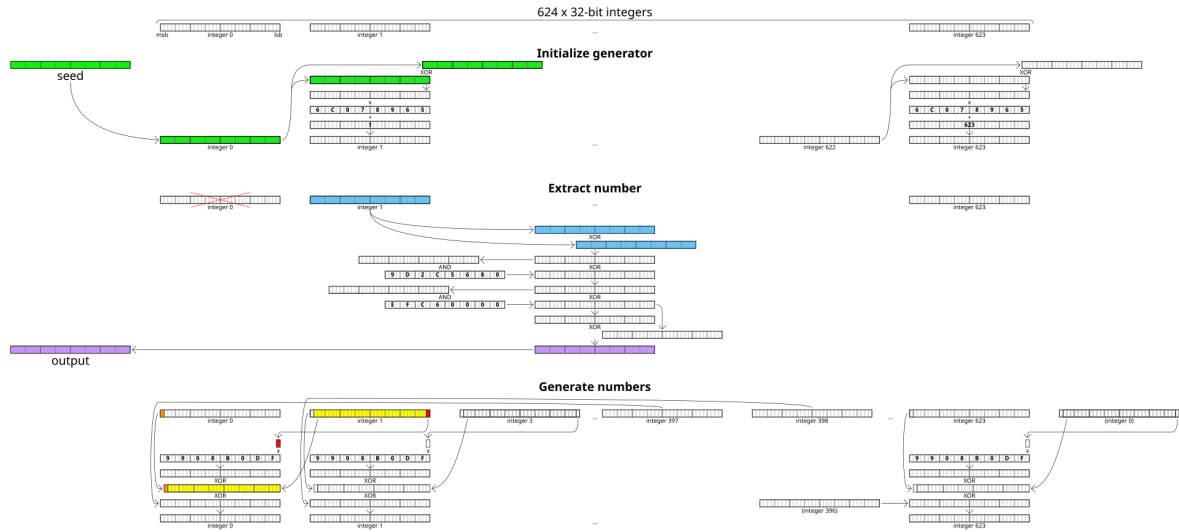 624 x 32-bit integers
msb integer 0 lsb integer 1 ... integer 623
Initialize generator
seed
XOR XOR
x x
6 C 0 7 8 9 6 5 6 C 0 7 8 9 6 5
+ +
1 623
integer 0 integer 1 ... integer 622 integer 623
Extract number
integer 0 ... integer 623
integer 1
XOR
AND XOR
9 D 2 C 5 6 8 0
AND XOR
E F C 6 0 0 0 0
XOR
output
Generate numbers
integer 0 integer 1 integer 3 ... integer 397 integer 398 ... integer 623 (integer 0)
x x x
9 9 0 8 B 0 D F 9 9 0 8 B 0 D F 9 9 0 8 B 0 D F
XOR XOR XOR
XOR XOR XOR
(integer 396)
integer 0 integer 1 ... integer 623